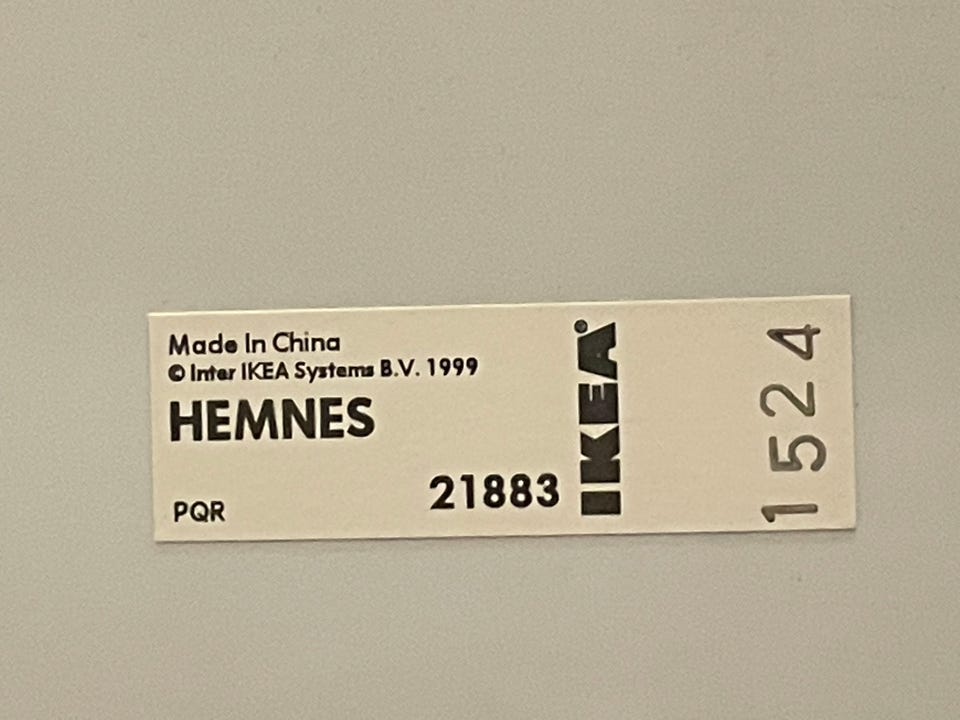 Made In China
© Inter IKEA Systems B.V. 1999
HEMNES
PQR
21883
IKEA®
1524